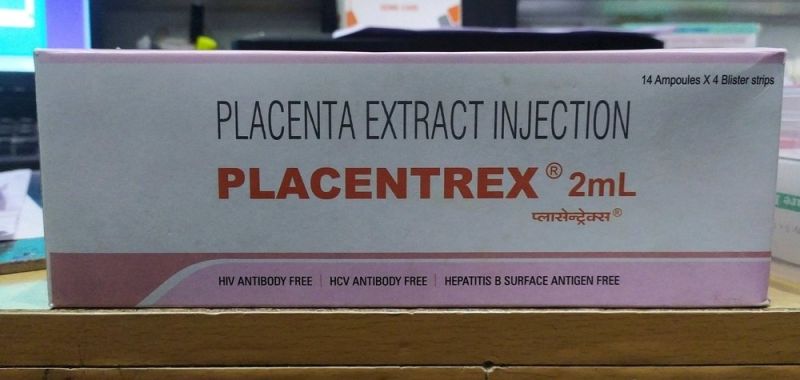 14 Ampoules X 4 Blister strips
PLACENTA EXTRACT INJECTION
PLACENTREX® 2mL
प्लासेन्ट्रेक्स®
HIV ANTIBODY FREE | HCV ANTIBODY FREE | HEPATITIS B SURFACE ANTIGEN FREE